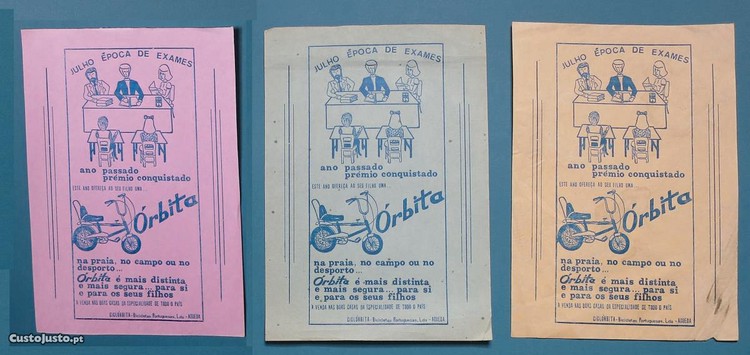 JULHO ÉPOCA DE EXAMES
ano passado
prémio conquistado
ESTE ANO OFEREÇA AO SEU FILHO UMA
Órbita
na praia, no campo ou no
desporto...
Órbita é mais distinta
e mais segura... para si
e para os seus filhos
À VENDA NAS BOAS CASAS DA ESPECIALIDADE DE TODO O PAÍS
CICLÓRBITA - Bicicletas Portuguesas, Lda - ÁGUEDA
JULHO ÉPOCA DE EXAMES
ano passado
prémio conquistado
ESTE ANO OFEREÇA AO SEU FILHO UMA
Órbita
na praia, no campo ou no
desporto...
Órbita é mais distinta
e mais segura... para si
e para os seus filhos
À VENDA NAS BOAS CASAS DA ESPECIALIDADE DE TODO O PAÍS
CICLÓRBITA - Bicicletas Portuguesas, Lda - ÁGUEDA
JULHO ÉPOCA DE EXAMES
ano passado
prémio conquistado
ESTE ANO OFEREÇA AO SEU FILHO UMA
Órbita
na praia, no campo ou no
desporto...
Órbita é mais distinta
e mais segura... para si
e para os seus filhos
À VENDA NAS BOAS CASAS DA ESPECIALIDADE DE TODO O PAÍS
CICLÓRBITA - Bicicletas Portuguesas, Lda - ÁGUEDA
CustoJusto.pt